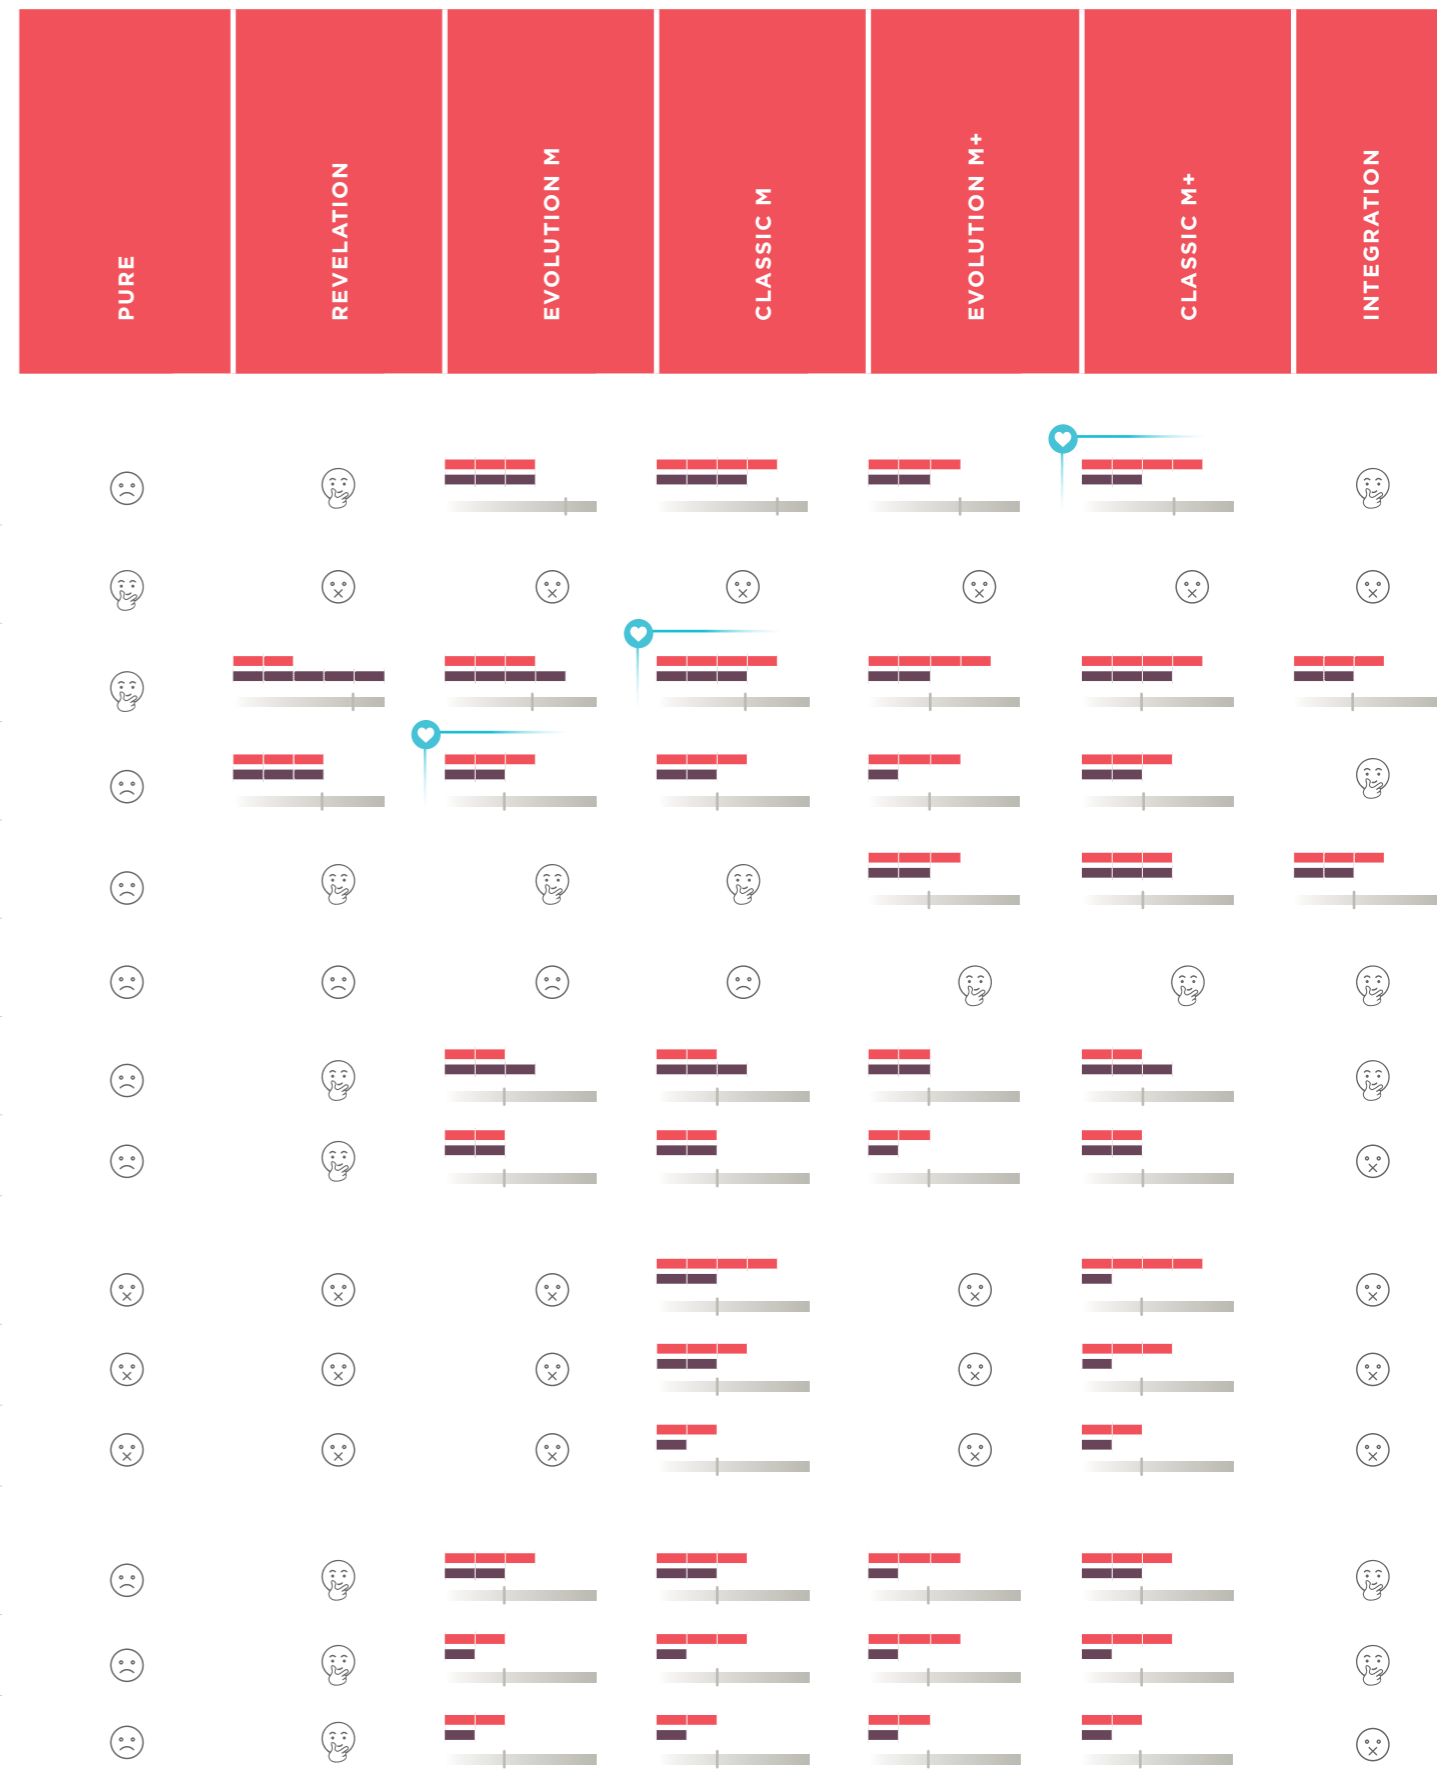 PURE
REVELATION
EVOLUTION M
CLASSIC M
EVOLUTION M+
CLASSIC M+
INTEGRATION